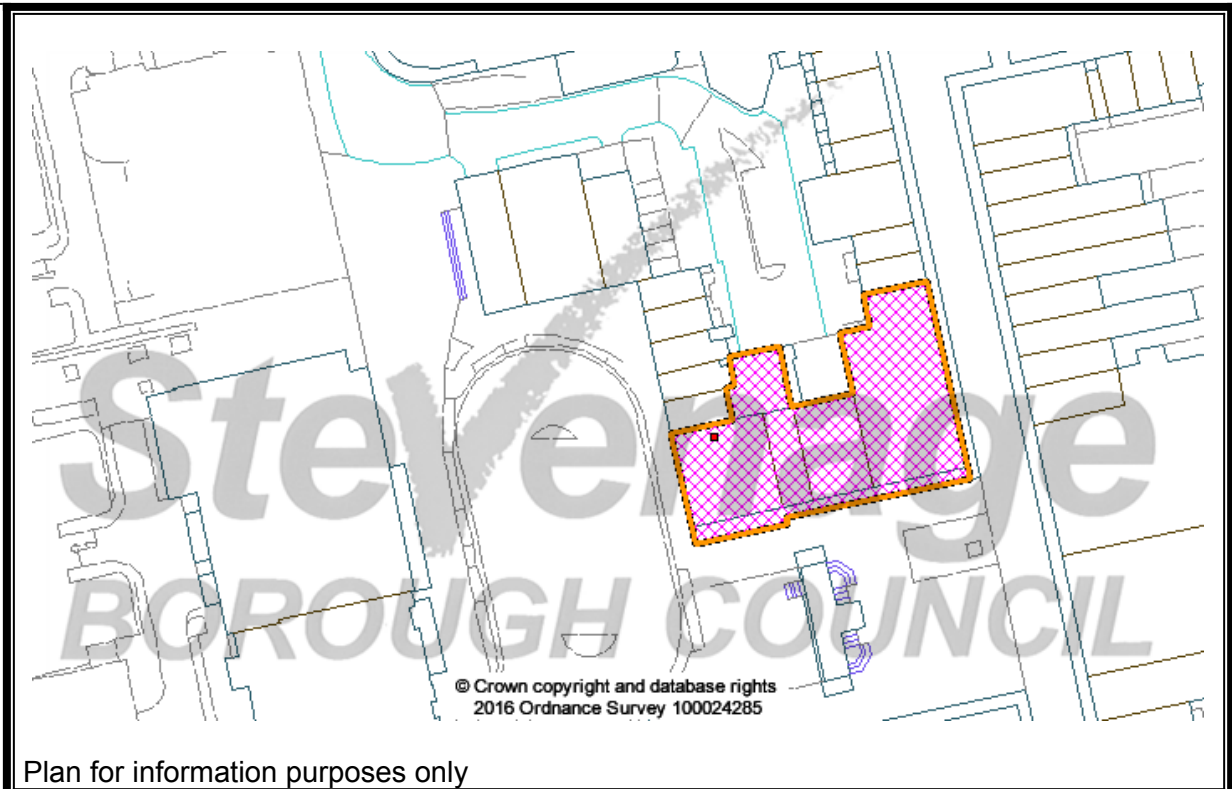 Stevenage
BOROUGH COUNCIL
© Crown copyright and database rights
2016 Ordnance Survey 100024285
Plan for information purposes only